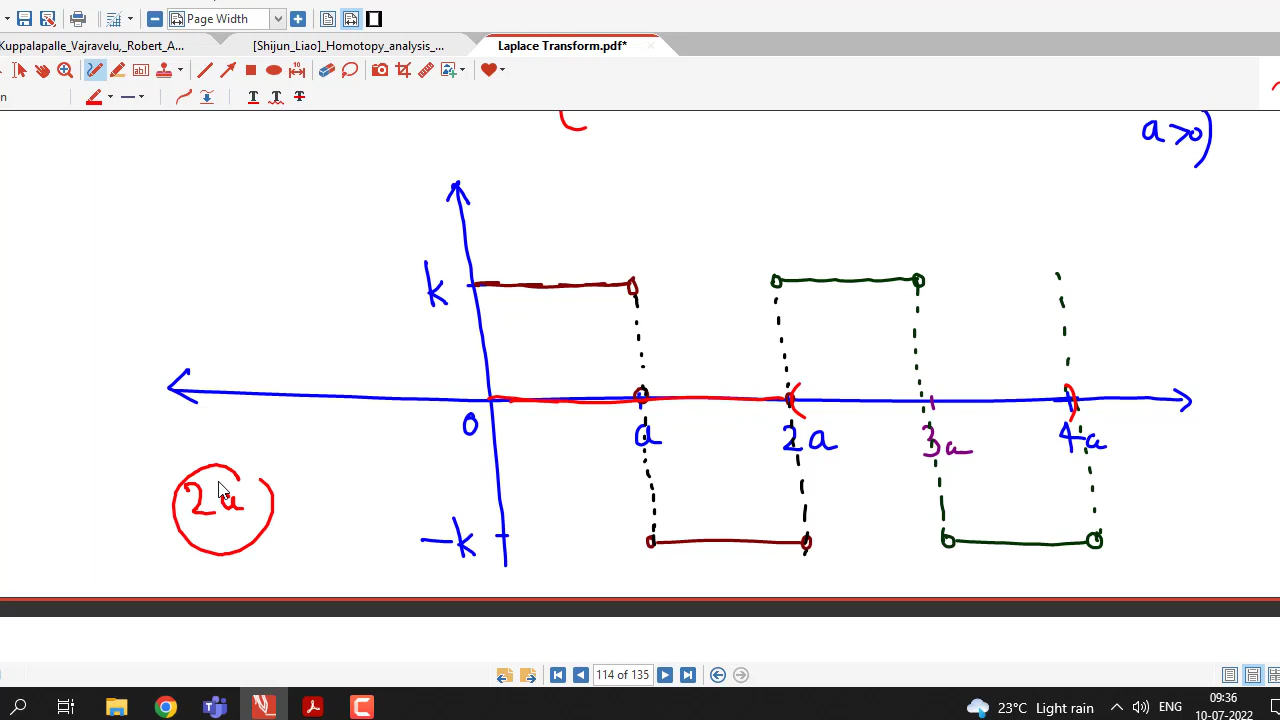 Page Width
Kuppalapalle_Vajravelu,_Robert_A...
[Shijun_Liao]_Homotopy_analysis_...
Laplace Transform.pdf*
a >0)
k
0
a
2a
3a
4a
2a
-k
114 of 135
23°C Light rain
ENG
09:36
10-07-2022